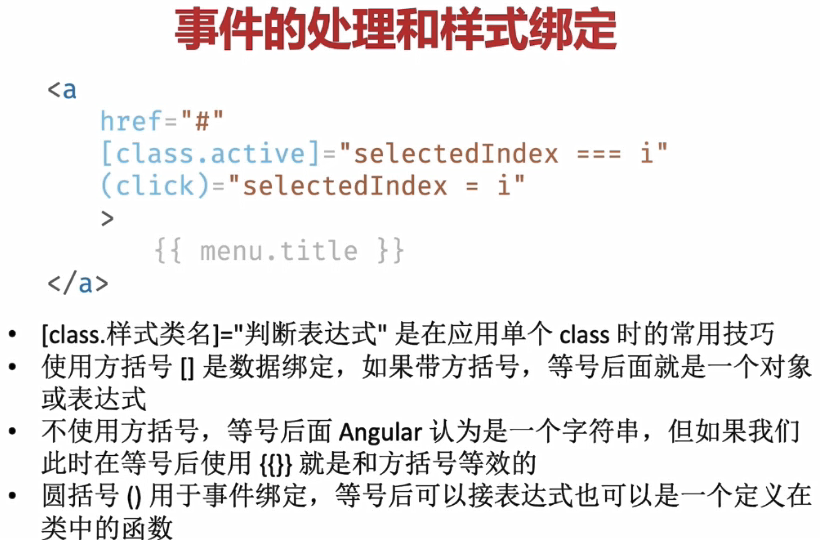 事件的处理和样式绑定
<a
href="#"
[class.active]="selectedIndex === i"
(click)="selectedIndex = i"
>
{{ menu.title }}
</a>
• [class.样式类名]="判断表达式" 是在应用单个 class 时的常用技巧
• 使用方括号 [] 是数据绑定，如果带方括号，等号后面就是一个对象
或表达式
• 不使用方括号，等号后面 Angular 认为是一个字符串，但如果我们
此时在等号后使用 {{}} 就是和方括号等效的
• 圆括号 () 用于事件绑定，等号后可以接表达式也可以是一个定义在
类中的函数